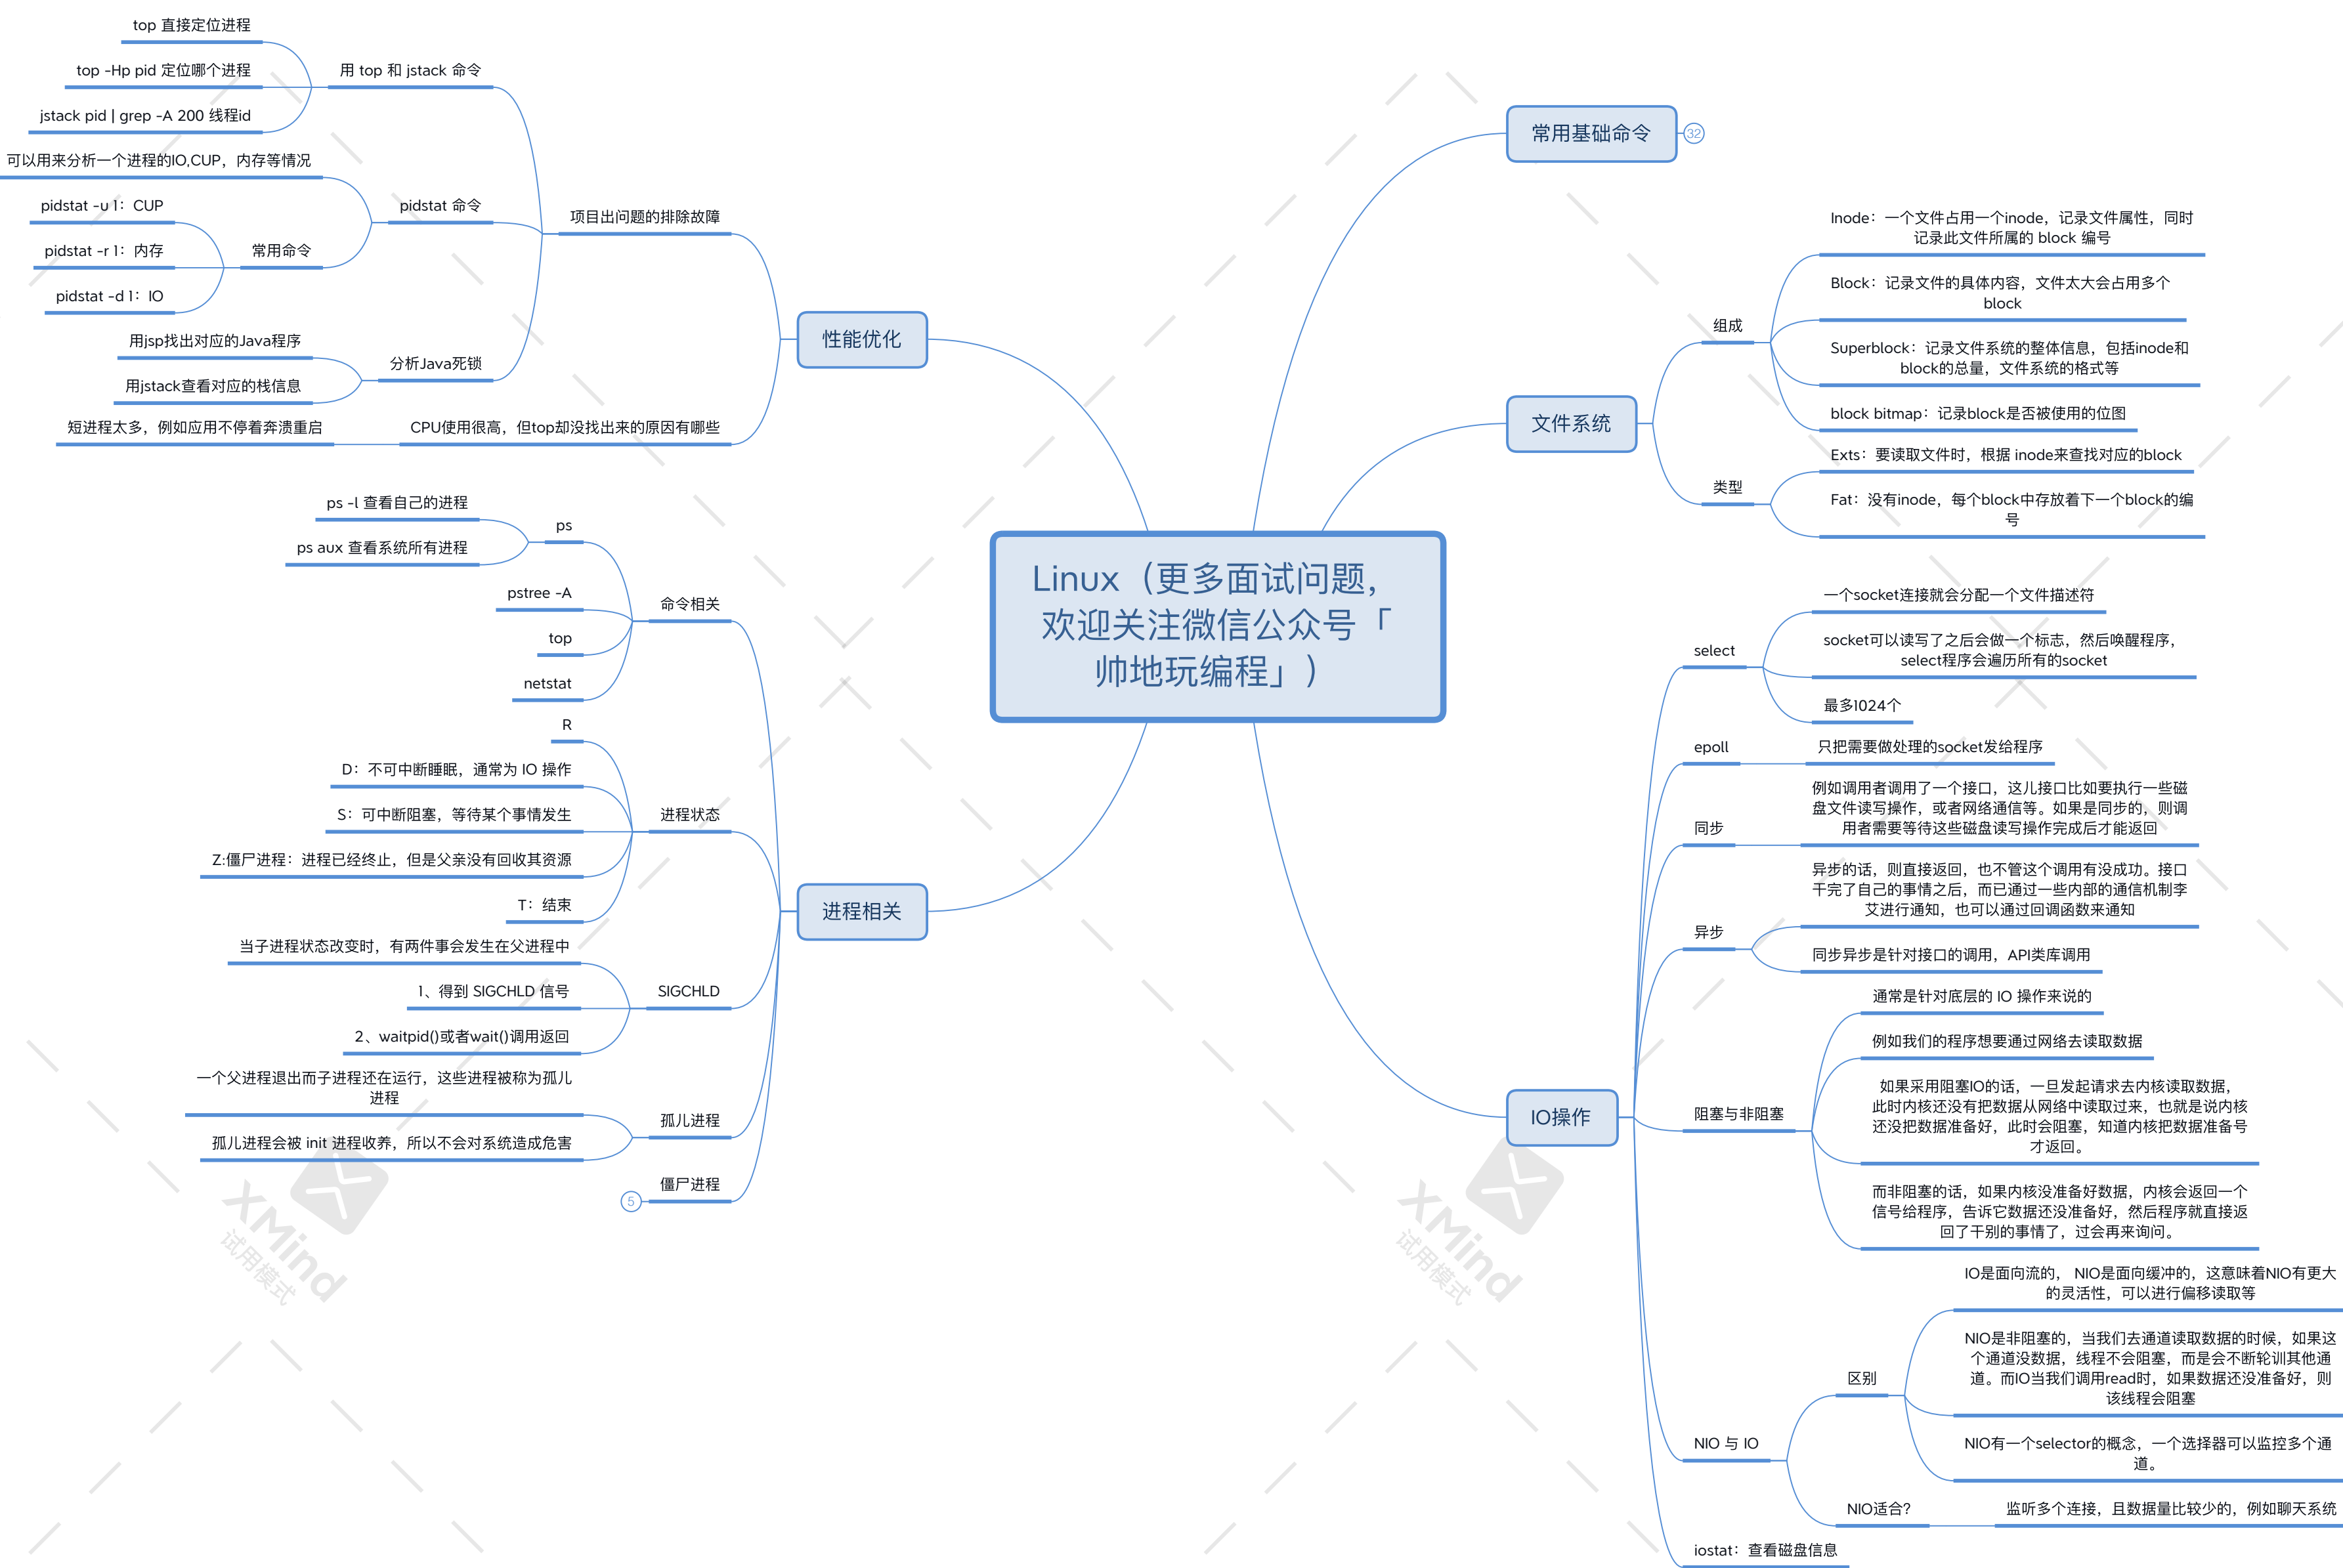 Linux（更多面试问题，
欢迎关注微信公众号「
帅地玩编程」）
常用基础命令
32
文件系统
组成
Inode：一个文件占用一个inode，记录文件属性，同时
记录此文件所属的 block 编号
Block：记录文件的具体内容，文件太大会占用多个
block
Superblock：记录文件系统的整体信息，包括inode和
block的总量，文件系统的格式等
block bitmap：记录block是否被使用的位图
类型
Exts：要读取文件时，根据 inode来查找对应的block
Fat：没有inode，每个block中存放着下一个block的编
号
IO操作
select
一个socket连接就会分配一个文件描述符
socket可以读写了之后会做一个标志，然后唤醒程序，
select程序会遍历所有的socket
最多1024个
epoll
只把需要做处理的socket发给程序
同步
例如调用者调用了一个接口，这儿接口比如要执行一些磁
盘文件读写操作，或者网络通信等。如果是同步的，则调
用者需要等待这些磁盘读写操作完成后才能返回
异步
异步的话，则直接返回，也不管这个调用有没成功。接口
干完了自己的事情之后，而已通过一些内部的通信机制李
艾进行通知，也可以通过回调函数来通知
同步异步是针对接口的调用，API类库调用
阻塞与非阻塞
通常是针对底层的 IO 操作来说的
例如我们的程序想要通过网络去读取数据
如果采用阻塞IO的话，一旦发起请求去内核读取数据，
此时内核还没有把数据从网络中读取过来，也就是说内核
还没把数据准备好，此时会阻塞，知道内核把数据准备号
才返回。
而非阻塞的话，如果内核没准备好数据，内核会返回一个
信号给程序，告诉它数据还没准备好，然后程序就直接返
回了干别的事情了，过会再来询问。
NIO 与 IO
区别
IO是面向流的， NIO是面向缓冲的，这意味着NIO有更大
的灵活性，可以进行偏移读取等
NIO是非阻塞的，当我们去通道读取数据的时候，如果这
个通道没数据，线程不会阻塞，而是会不断轮训其他通
道。而IO当我们调用read时，如果数据还没准备好，则
该线程会阻塞
NIO有一个selector的概念，一个选择器可以监控多个通
道。
NIO适合?
监听多个连接，且数据量比较少的，例如聊天系统
iostat：查看磁盘信息
性能优化
项目出问题的排除故障
用 top 和 jstack 命令
top 直接定位进程
top -Hp pid 定位哪个进程
jstack pid | grep -A 200 线程id
pidstat 命令
可以用来分析一个进程的IO,CUP，内存等情况
常用命令
pidstat -u 1：CUP
pidstat -r 1：内存
pidstat -d 1：IO
分析Java死锁
用jsp找出对应的Java程序
用jstack查看对应的栈信息
CPU使用很高，但top却没找出来的原因有哪些
短进程太多，例如应用不停着奔溃重启
进程相关
命令相关
ps
ps -l 查看自己的进程
ps aux 查看系统所有进程
pstree -A
top
netstat
进程状态
R
D：不可中断睡眠，通常为 IO 操作
S：可中断阻塞，等待某个事情发生
Z:僵尸进程：进程已经终止，但是父亲没有回收其资源
T：结束
SIGCHLD
当子进程状态改变时，有两件事会发生在父进程中
1、得到 SIGCHLD 信号
2、waitpid()或者wait()调用返回
孤儿进程
一个父进程退出而子进程还在运行，这些进程被称为孤儿
进程
孤儿进程会被 init 进程收养，所以不会对系统造成危害
僵尸进程
5
XMind
试用模式
XMind
试用模式